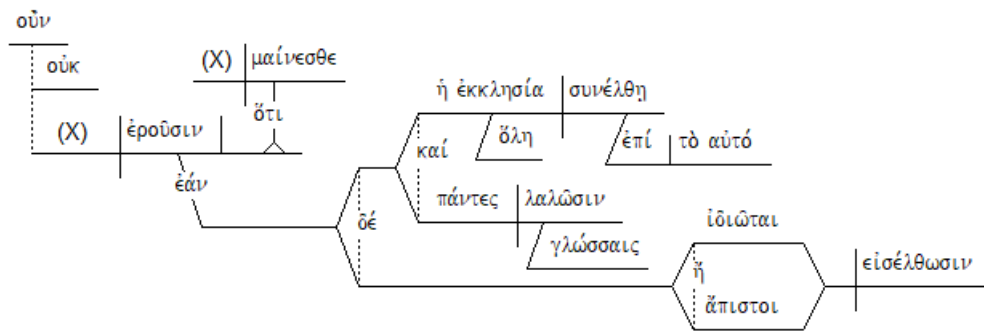 οὖν
οὐκ
(X) μαίνεσθε
ὅτι
(X) ἐροῦσιν
ἐάν
ἡ ἐκκλησία συνέλθῃ
ὅλη
ἐπί τὸ αὐτό
καί
πάντες λαλῶσιν
γλώσσαις
δέ
ἰδιῶται
ἤ
ἄπιστοι
εἰσέλθωσιν